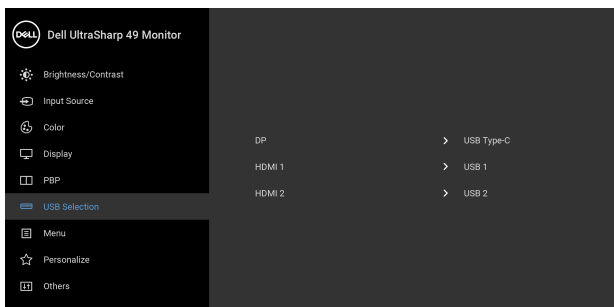 DELL Dell UltraSharp 49 Monitor
Brightness/Contrast
Input Source
Color
Display
PBP
USB Selection
Menu
Personalize
Others
DP > USB Type-C
HDMI 1 > USB 1
HDMI 2 > USB 2